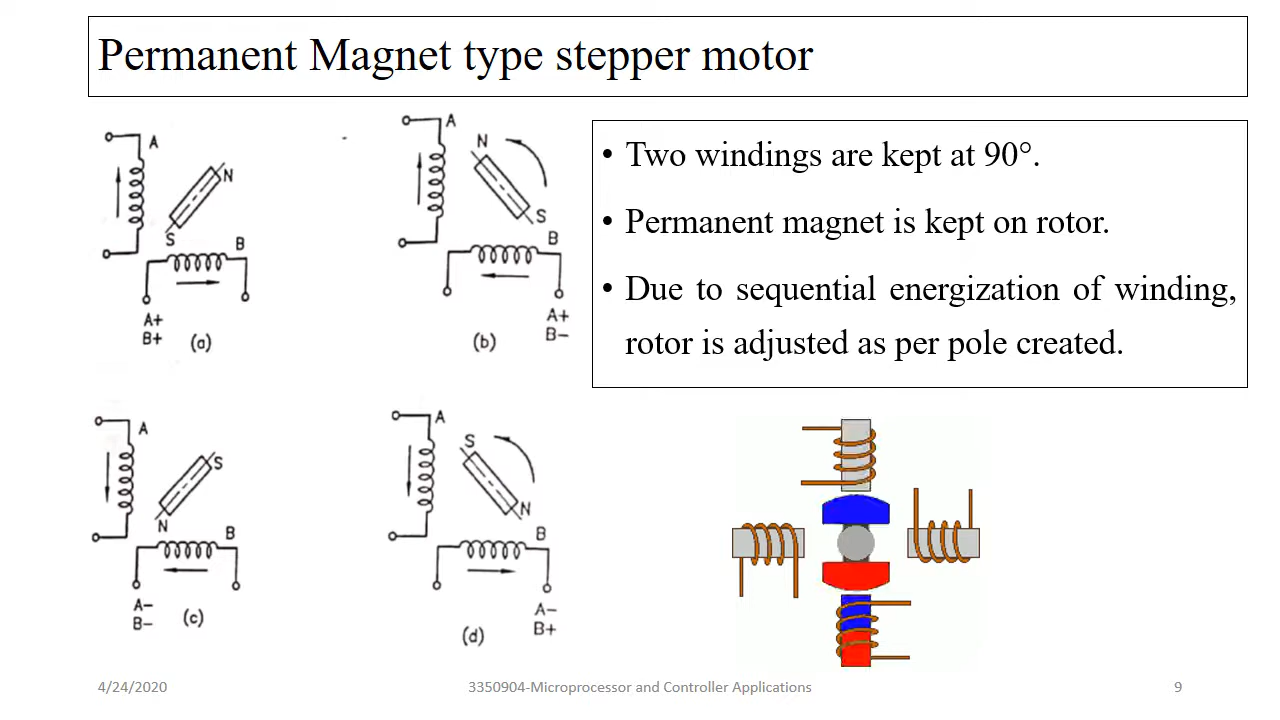 Permanent Magnet type stepper motor
A
N
S
B
A+
B+
(a)
A
N
S
B
A+
B-
(b)
• Two windings are kept at 90°.
• Permanent magnet is kept on rotor.
• Due to sequential energization of winding,
rotor is adjusted as per pole created.
A
S
N
B
A-
B-
(c)
A
S
N
B
A-
B+
(d)
4/24/2020
3350904-Microprocessor and Controller Applications
9